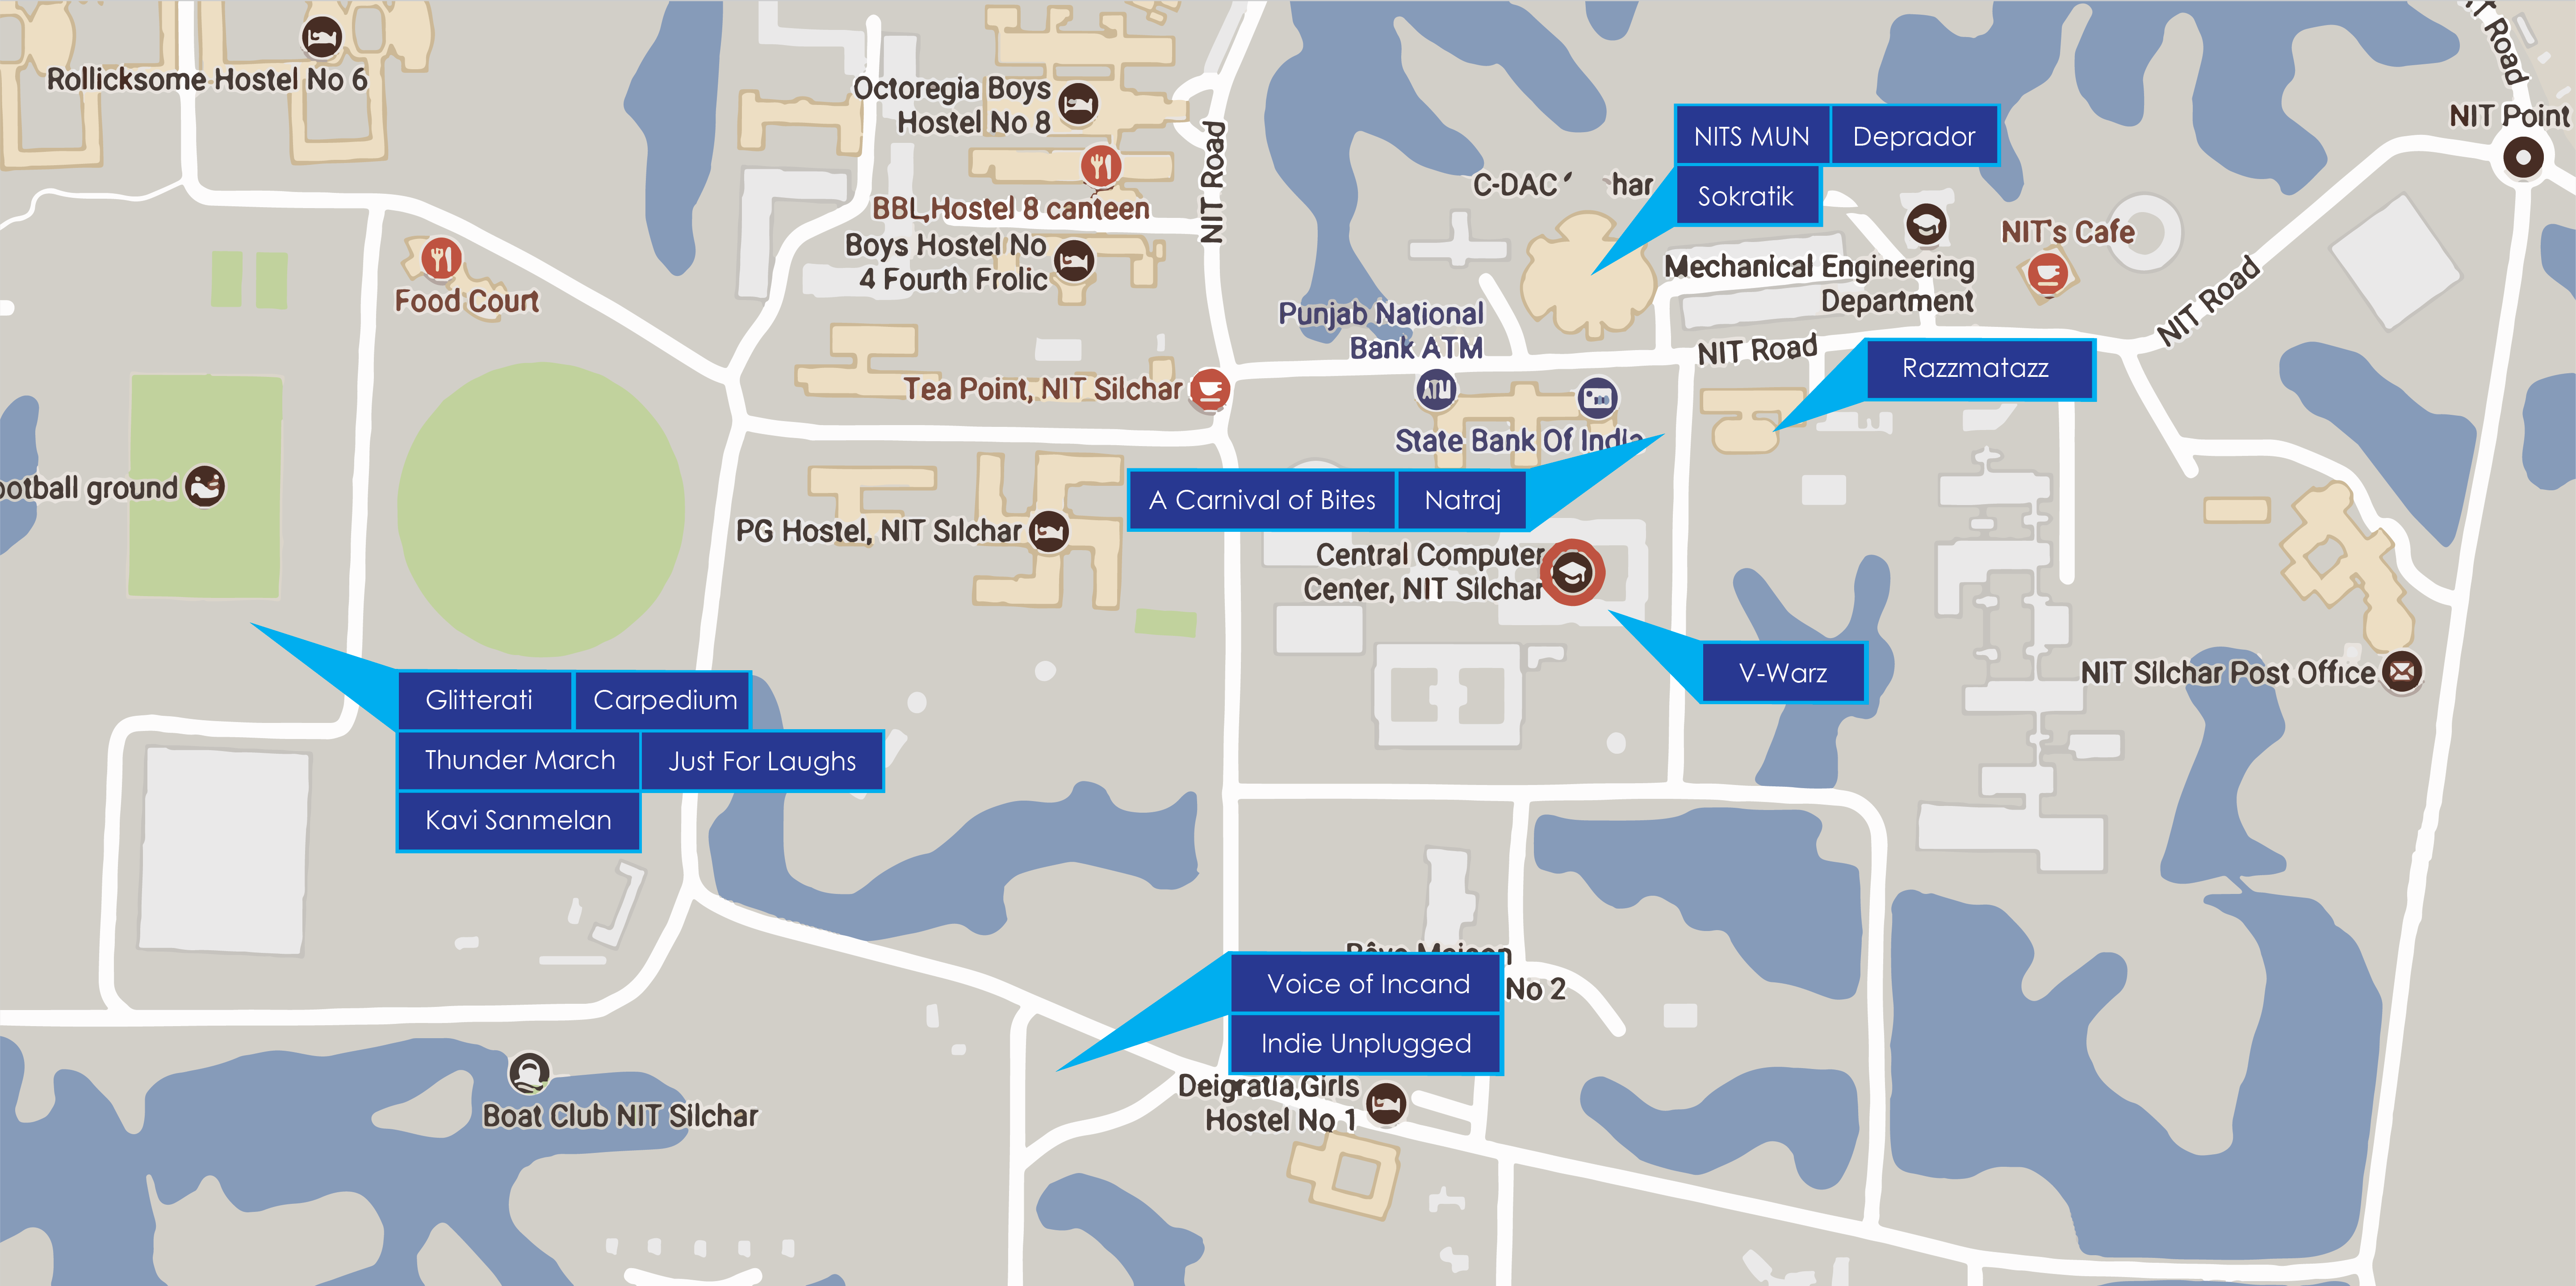 IT Road
NIT Point
Rollicksome Hostel No 6
Octoregia Boys
Hostel No 8
NIT Road
BBL,Hostel 8 canteen
Boys Hostel No
4 Fourth Frolic
NITS MUN
Deprador
Sokratik
C-DAC
har
NIT's Cafe
Mechanical Engineering
Department
NIT Road
Food Court
Punjab National
Bank ATM
NIT Road
Razzmatazz
Tea Point, NIT Silchar
State Bank Of India
A Carnival of Bites
Natraj
ootball ground
PG Hostel, NIT Silchar
Central Computer
Center, NIT Silchar
V-Warz
NIT Silchar Post Office
Glitterati
Carpedium
Thunder March
Just For Laughs
Kavi Sanmelan
Voice of Incand
No 2
Indie Unplugged
Boat Club NIT Silchar
Deigratia,Girls
Hostel No 1